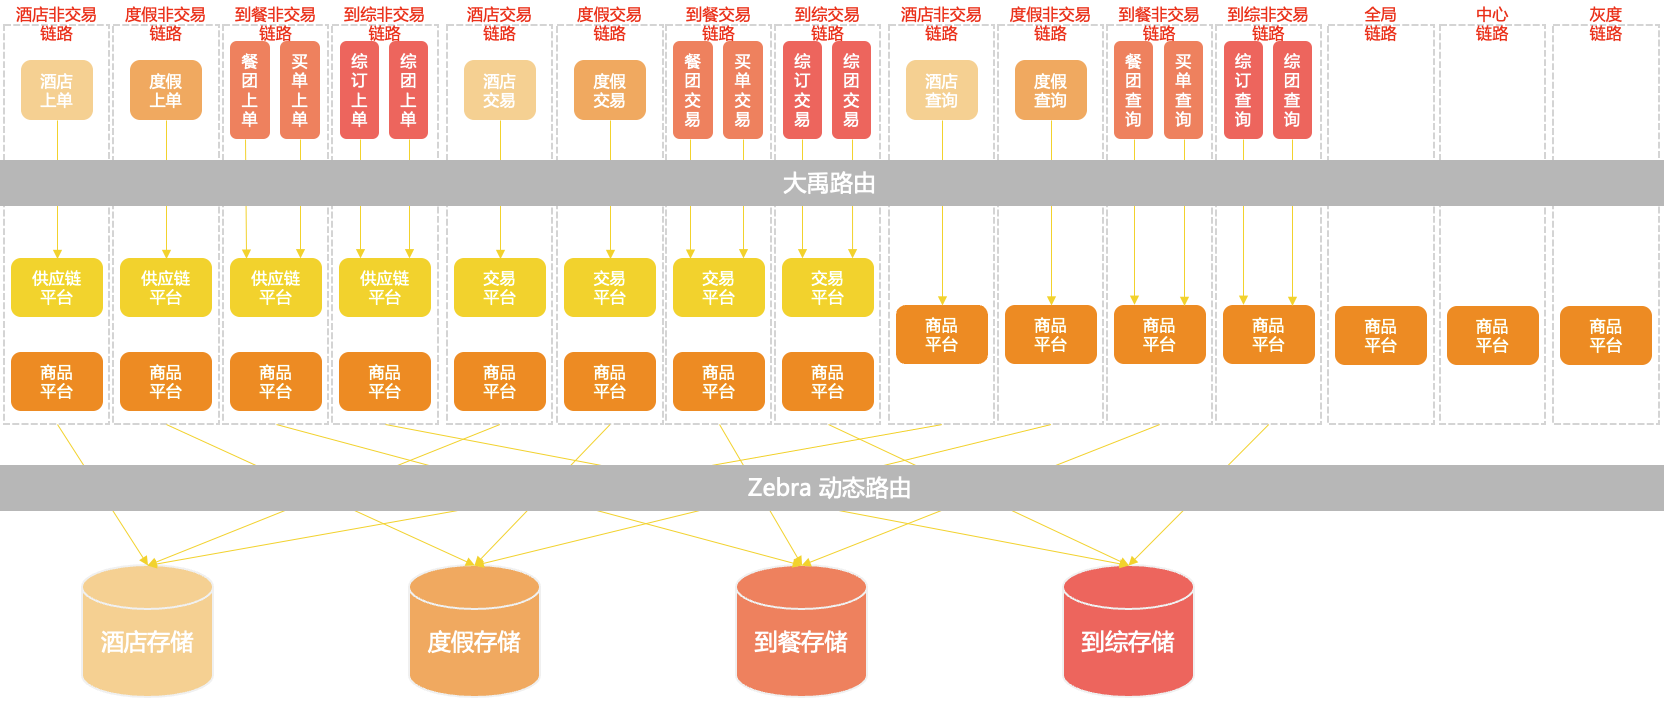 酒店非交易
链路
度假非交易
链路
到餐非交易
链路
到综非交易
链路
酒店交易
链路
度假交易
链路
到餐交易
链路
到综交易
链路
酒店非交易
链路
度假非交易
链路
到餐非交易
链路
到综非交易
链路
全局
链路
中心
链路
灰度
链路
酒店
上单
度假
上单
餐团上单
买单上单
综订上单
综团上单
酒店
交易
度假
交易
餐团交易
买单交易
综订交易
综团交易
酒店
查询
度假
查询
餐团查询
买单查询
综订查询
综团查询
大禹路由
供应链
平台
供应链
平台
供应链
平台
供应链
平台
交易
平台
交易
平台
交易
平台
交易
平台
商品
平台
商品
平台
商品
平台
商品
平台
商品
平台
商品
平台
商品
平台
商品
平台
商品
平台
商品
平台
商品
平台
商品
平台
商品
平台
商品
平台
商品
平台
Zebra 动态路由
酒店存储
度假存储
到餐存储
到综存储